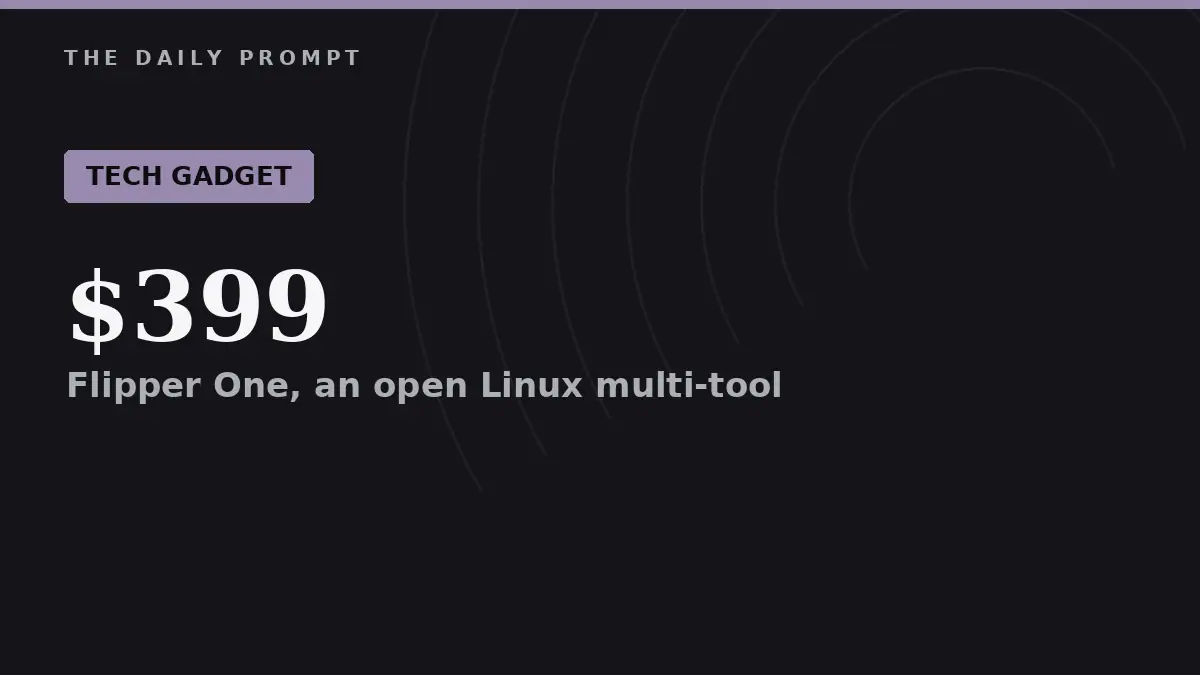 THE DAILY PROMPT
TECH GADGET
$399
Flipper One, an open Linux multi-tool